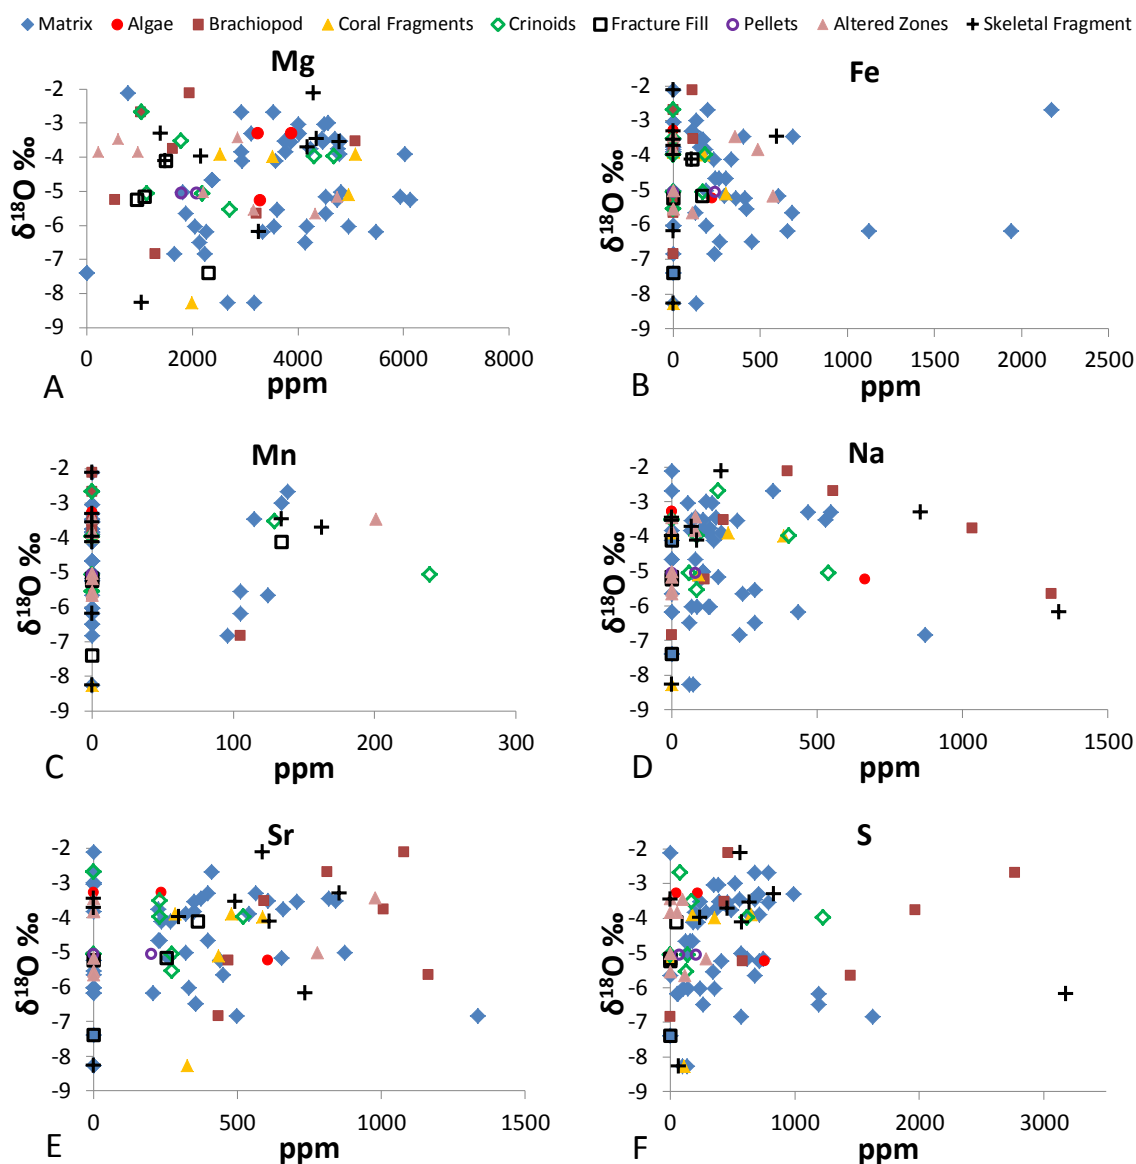 Matrix Algae Brachiopod Coral Fragments Crinoids Fracture Fill Pellets Altered Zones Skeletal Fragment
Mg
-2
-3
-4
-5
-6
-7
-8
-9
δ18O ‰
0 2000 4000 6000 8000
A
ppm
Fe
-2
-3
-4
-5
-6
-7
-8
-9
δ18O ‰
0 500 1000 1500 2000 2500
B
ppm
Mn
-2
-3
-4
-5
-6
-7
-8
-9
δ18O ‰
0 100 200 300
C
ppm
Na
-2
-3
-4
-5
-6
-7
-8
-9
δ18O ‰
0 500 1000 1500
D
ppm
Sr
-2
-3
-4
-5
-6
-7
-8
-9
δ18O ‰
0 500 1000 1500
E
ppm
S
-2
-3
-4
-5
-6
-7
-8
-9
δ18O ‰
0 1000 2000 3000
F
ppm